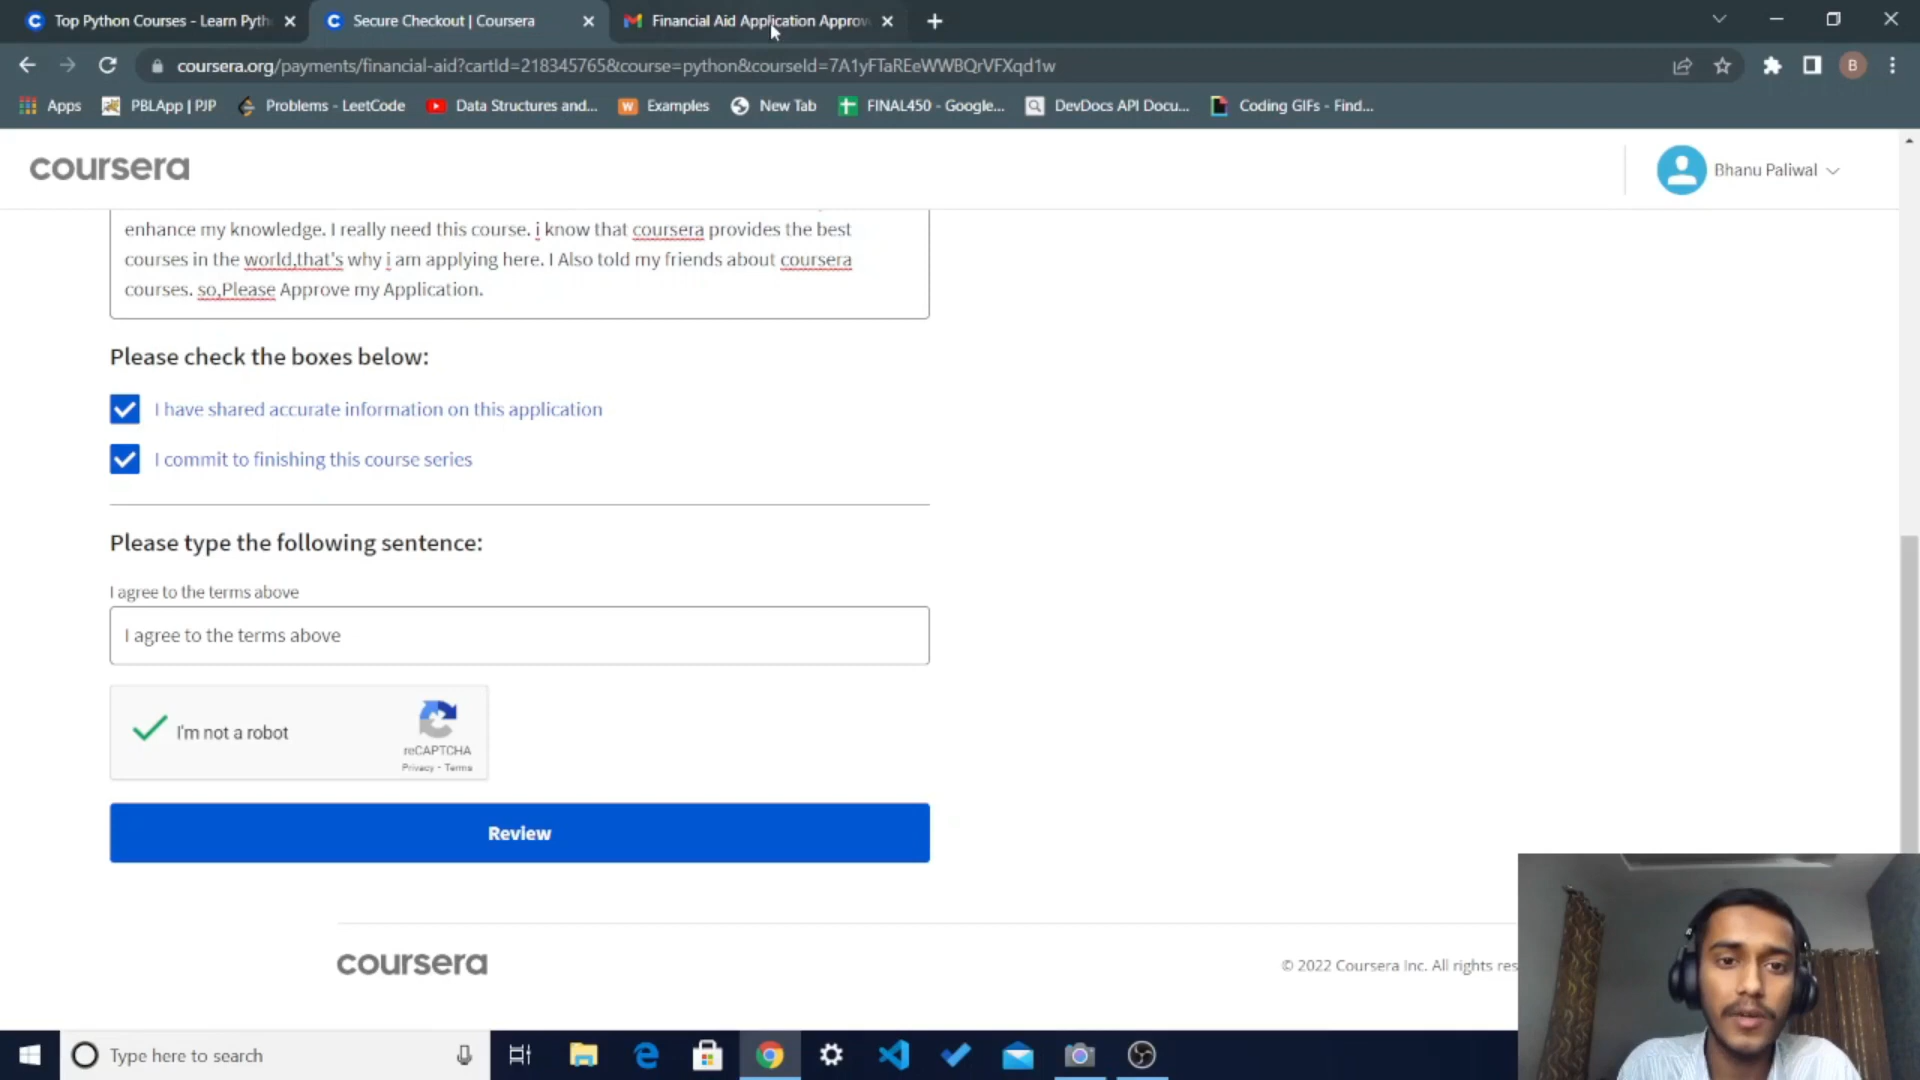 Top Python Courses - Learn Pyth
Secure Checkout | Coursera
Financial Aid Application Approv
coursera.org/payments/financial-aid?cartId=218345765&course=python&courseId=7A1yFTaREeWWBQrVFXqd1w
B
Apps
PBLApp | PJP
Problems - LeetCode
Data Structures and...
Examples
New Tab
FINAL450 - Google...
DevDocs API Docu...
Coding GIFs - Find...
coursera
Bhanu Paliwal
enhance my knowledge. I really need this course. i know that coursera provides the best
courses in the world,that's why i am applying here. I Also told my friends about coursera
courses. so,Please Approve my Application.
Please check the boxes below:
I have shared accurate information on this application
I commit to finishing this course series
Please type the following sentence:
I agree to the terms above
I agree to the terms above
I'm not a robot
reCAPTCHA
Privacy - Terms
Review
coursera
© 2022 Coursera Inc. All rights res
Type here to search